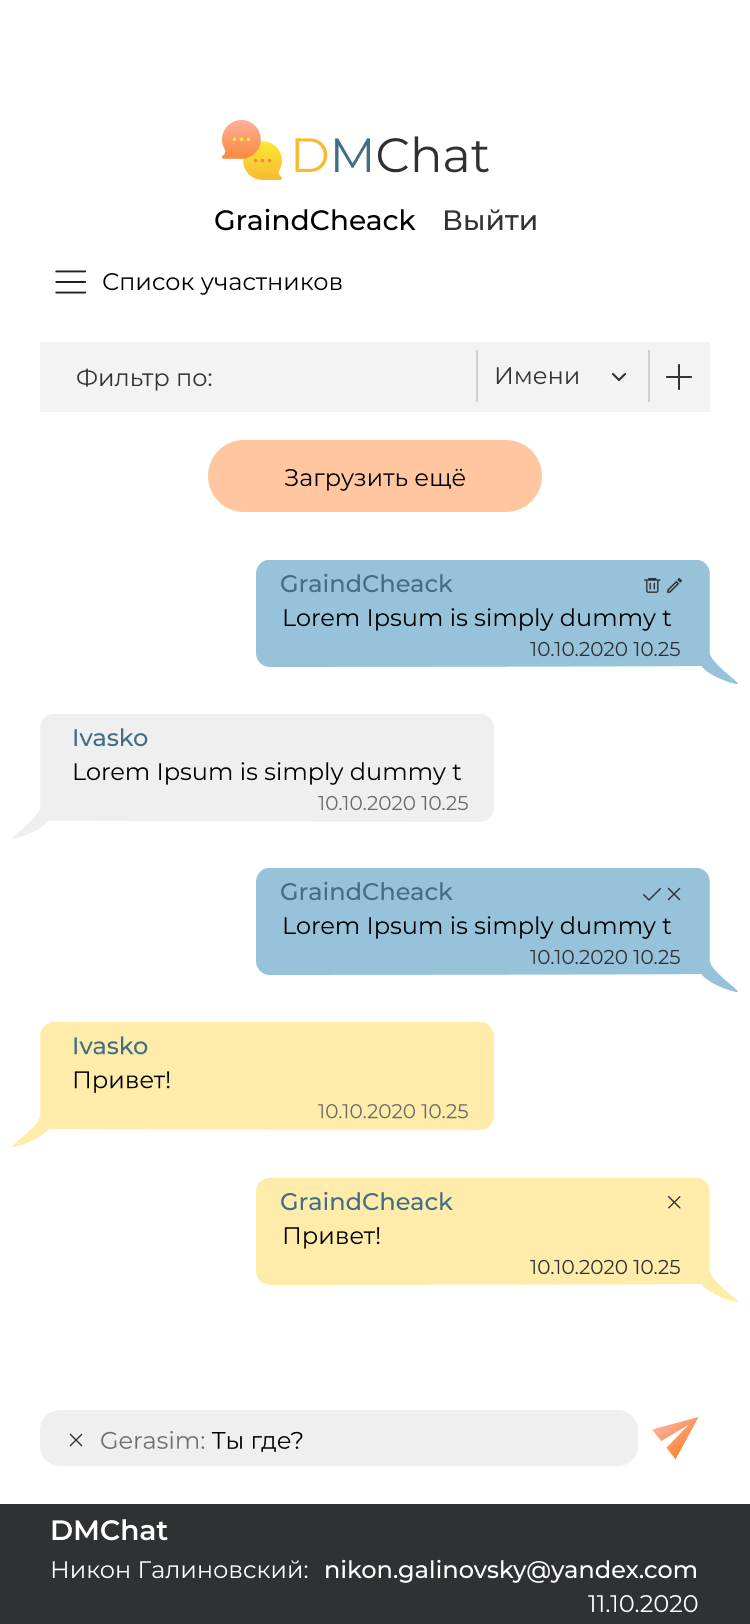 DMChat
GraindCheack Выйти
Список участников
Фильтр по: Имени
Загрузить ещё
GraindCheack
Lorem Ipsum is simply dummy t
10.10.2020 10.25
Ivasko
Lorem Ipsum is simply dummy t
10.10.2020 10.25
GraindCheack
Lorem Ipsum is simply dummy t
10.10.2020 10.25
Ivasko
Привет!
10.10.2020 10.25
GraindCheack
Привет!
10.10.2020 10.25
Gerasim: Ты где?
DMChat
Никон Галиновский: nikon.galinovsky@yandex.com
11.10.2020